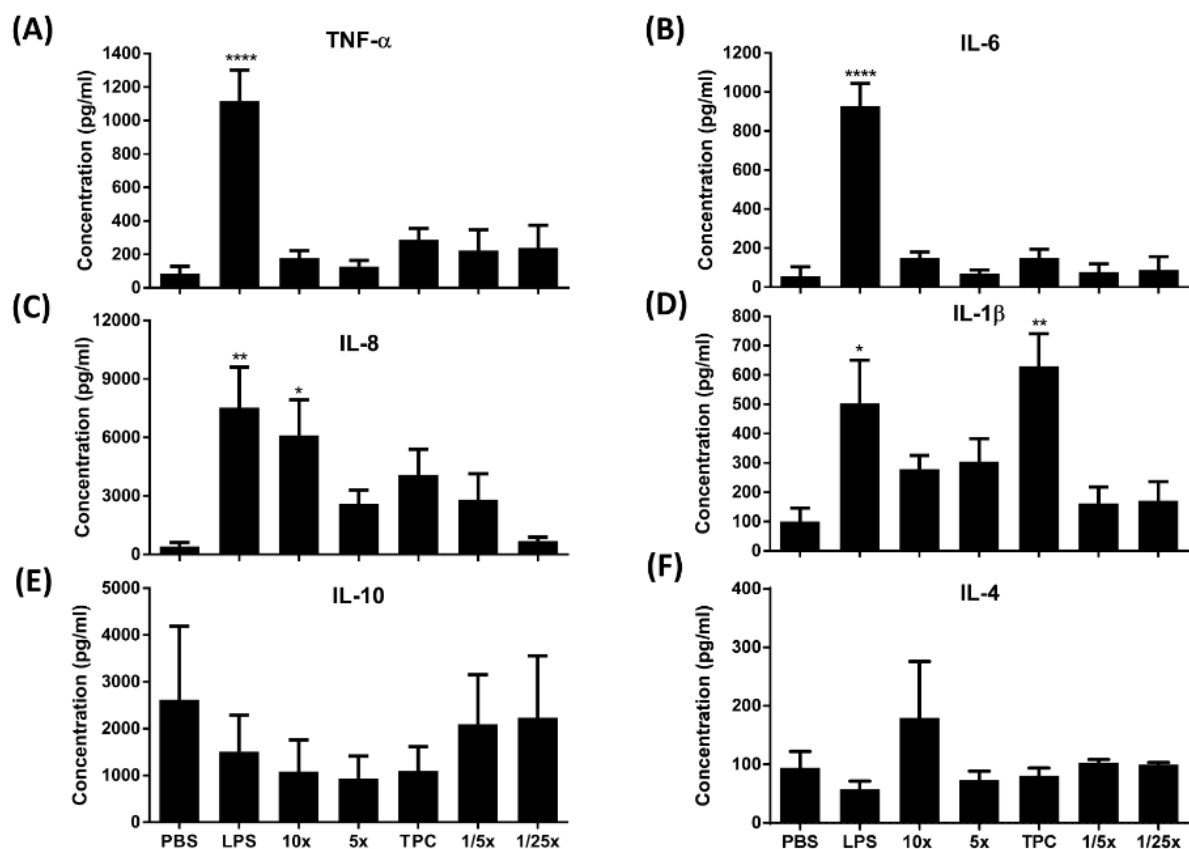 (A)
TNF-α
Concentration (pg/ml)
1400
1200
1000
800
600
400
200
0
****
(B)
IL-6
Concentration (pg/ml)
1200
1000
800
600
400
200
0
****
(C)
IL-8
Concentration (pg/ml)
12000
9000
6000
3000
0
**
*
(D)
IL-1β
Concentration (pg/ml)
800
700
600
500
400
300
200
100
0
*
**
(E)
IL-10
Concentration (pg/ml)
5000
4000
3000
2000
1000
0
PBS LPS 10x 5x TPC 1/5x 1/25x
(F)
IL-4
Concentration (pg/ml)
400
300
200
100
0
PBS LPS 10x 5x TPC 1/5x 1/25x